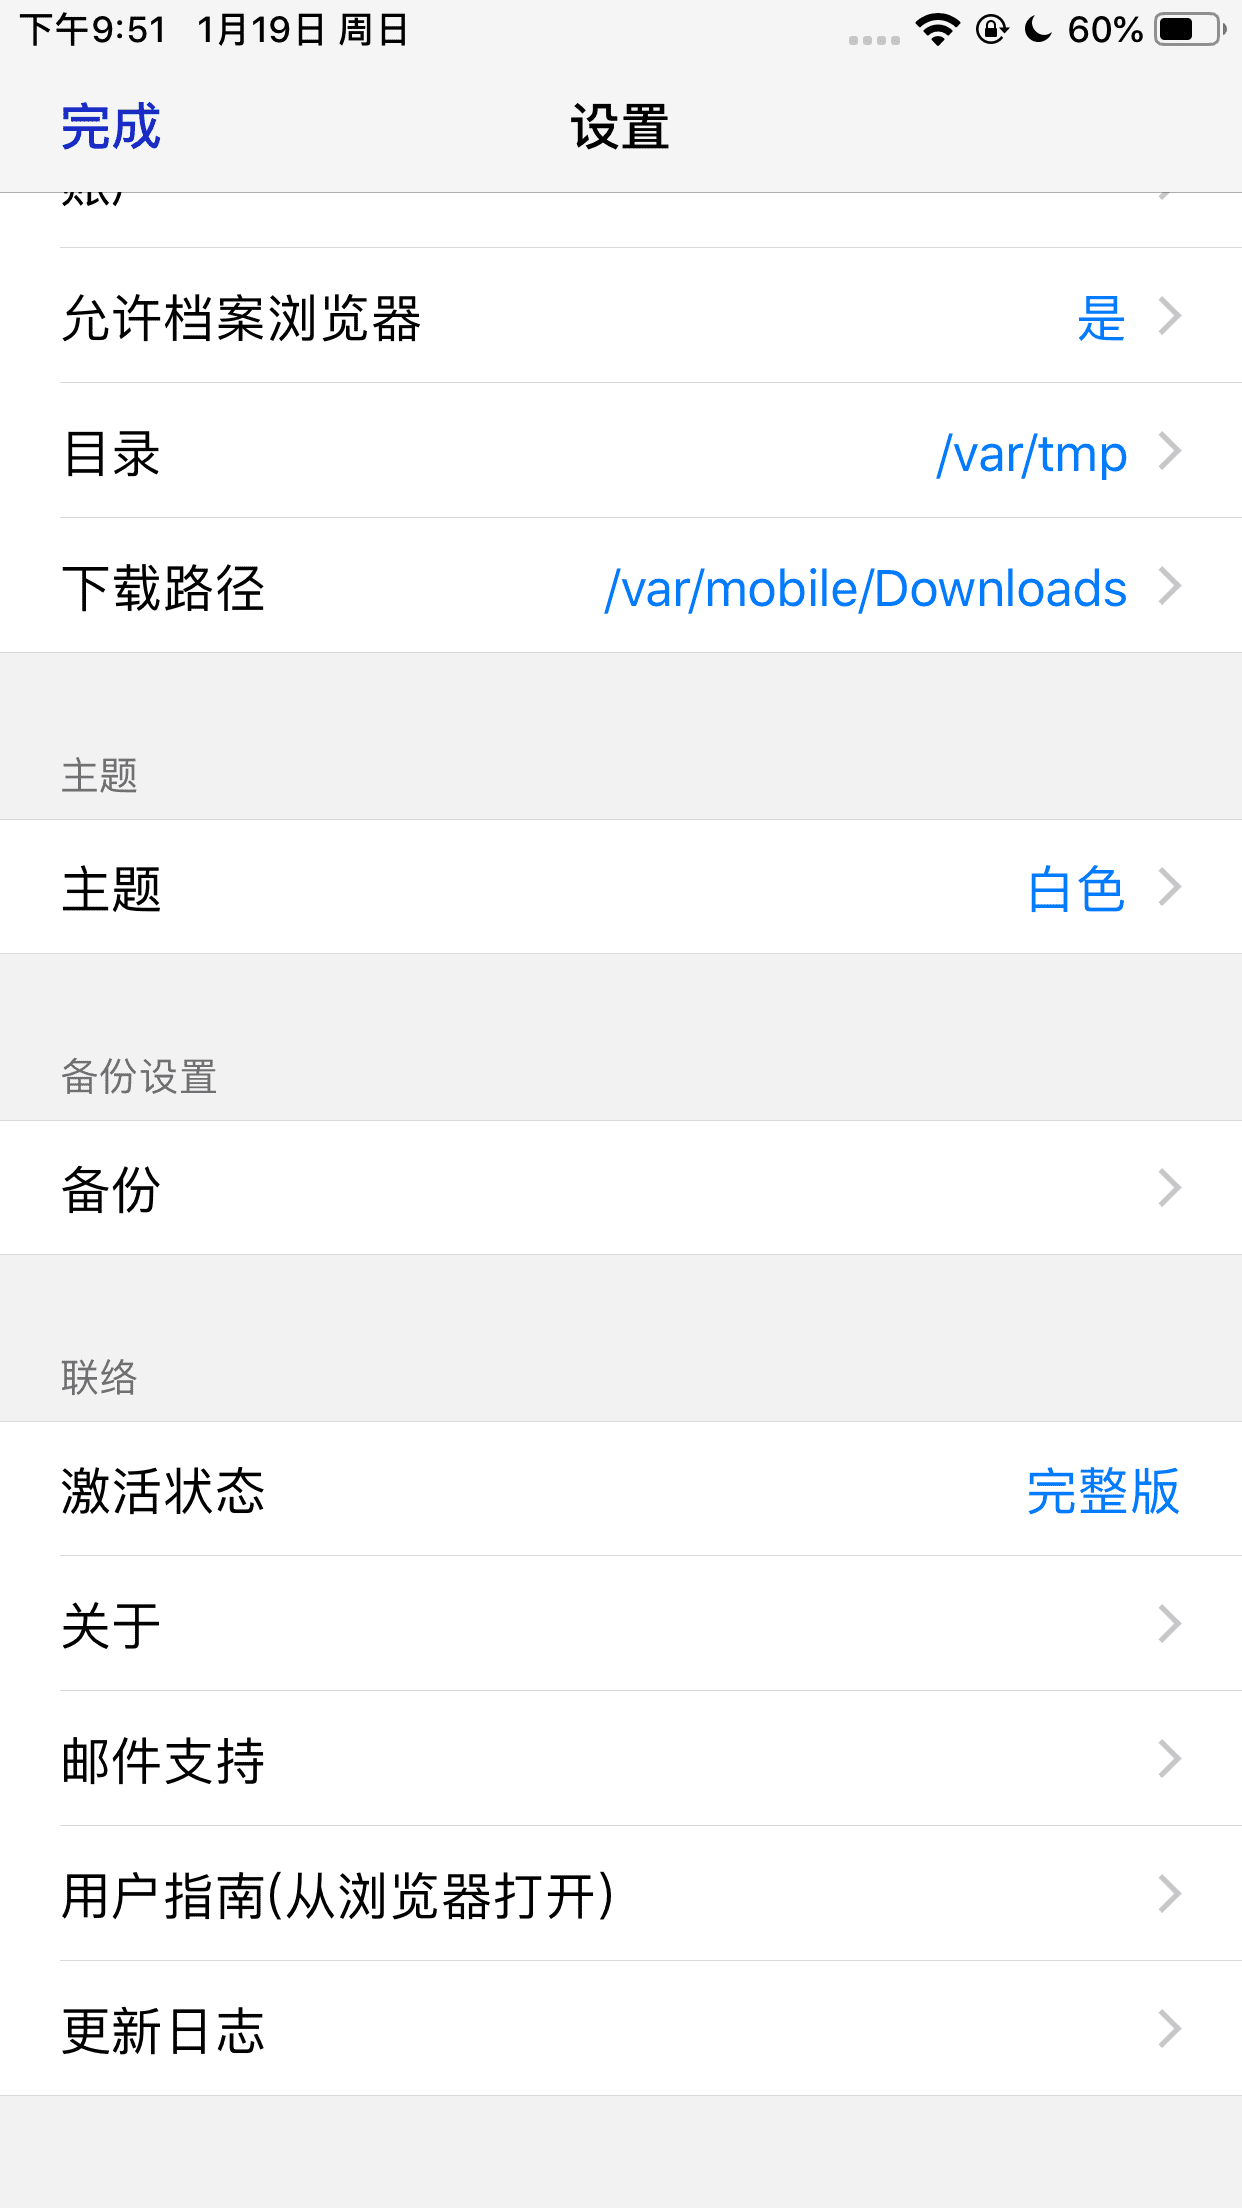 下午9:51 1月19日 周日
60%
完成
设置
允许档案浏览器
是
目录
/var/tmp
下载路径
/var/mobile/Downloads
主题
主题
白色
备份设置
备份
联络
激活状态
完整版
关于
邮件支持
用户指南(从浏览器打开)
更新日志